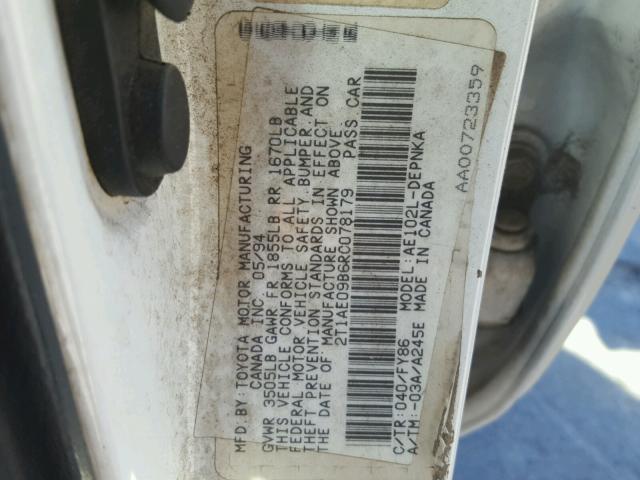 MFD. BY: TOYOTA MOTOR MANUFACTURING
CANADA INC. 05/94
GVWR 3505LB GAWR FR 1855LB RR 1670LB
THIS VEHICLE CONFORMS TO ALL APPLICABLE
FEDERAL MOTOR VEHICLE SAFETY, BUMPER, AND
THEFT PREVENTION STANDARDS IN EFFECT ON
THE DATE OF MANUFACTURE SHOWN ABOVE.
2T1AE09B6RC078179 PASS CAR
C/TR: 040/FY86 MODEL: AE102L-DEPNKA
A/TM: -03A/A245E MADE IN CANADA
AA00723359